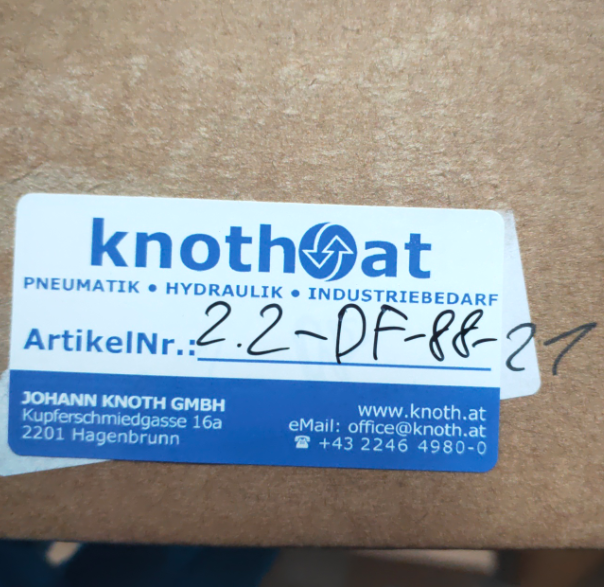 knoth at
PNEUMATIK • HYDRAULIK • INDUSTRIEBEDARF
ArtikelNr.: 2.2-DF-88-21
JOHANN KNOTH GMBH
Kupferschmiedgasse 16a
2201 Hagenbrunn
www.knoth.at
eMail: office@knoth.at
☎ +43 2246 4980-0